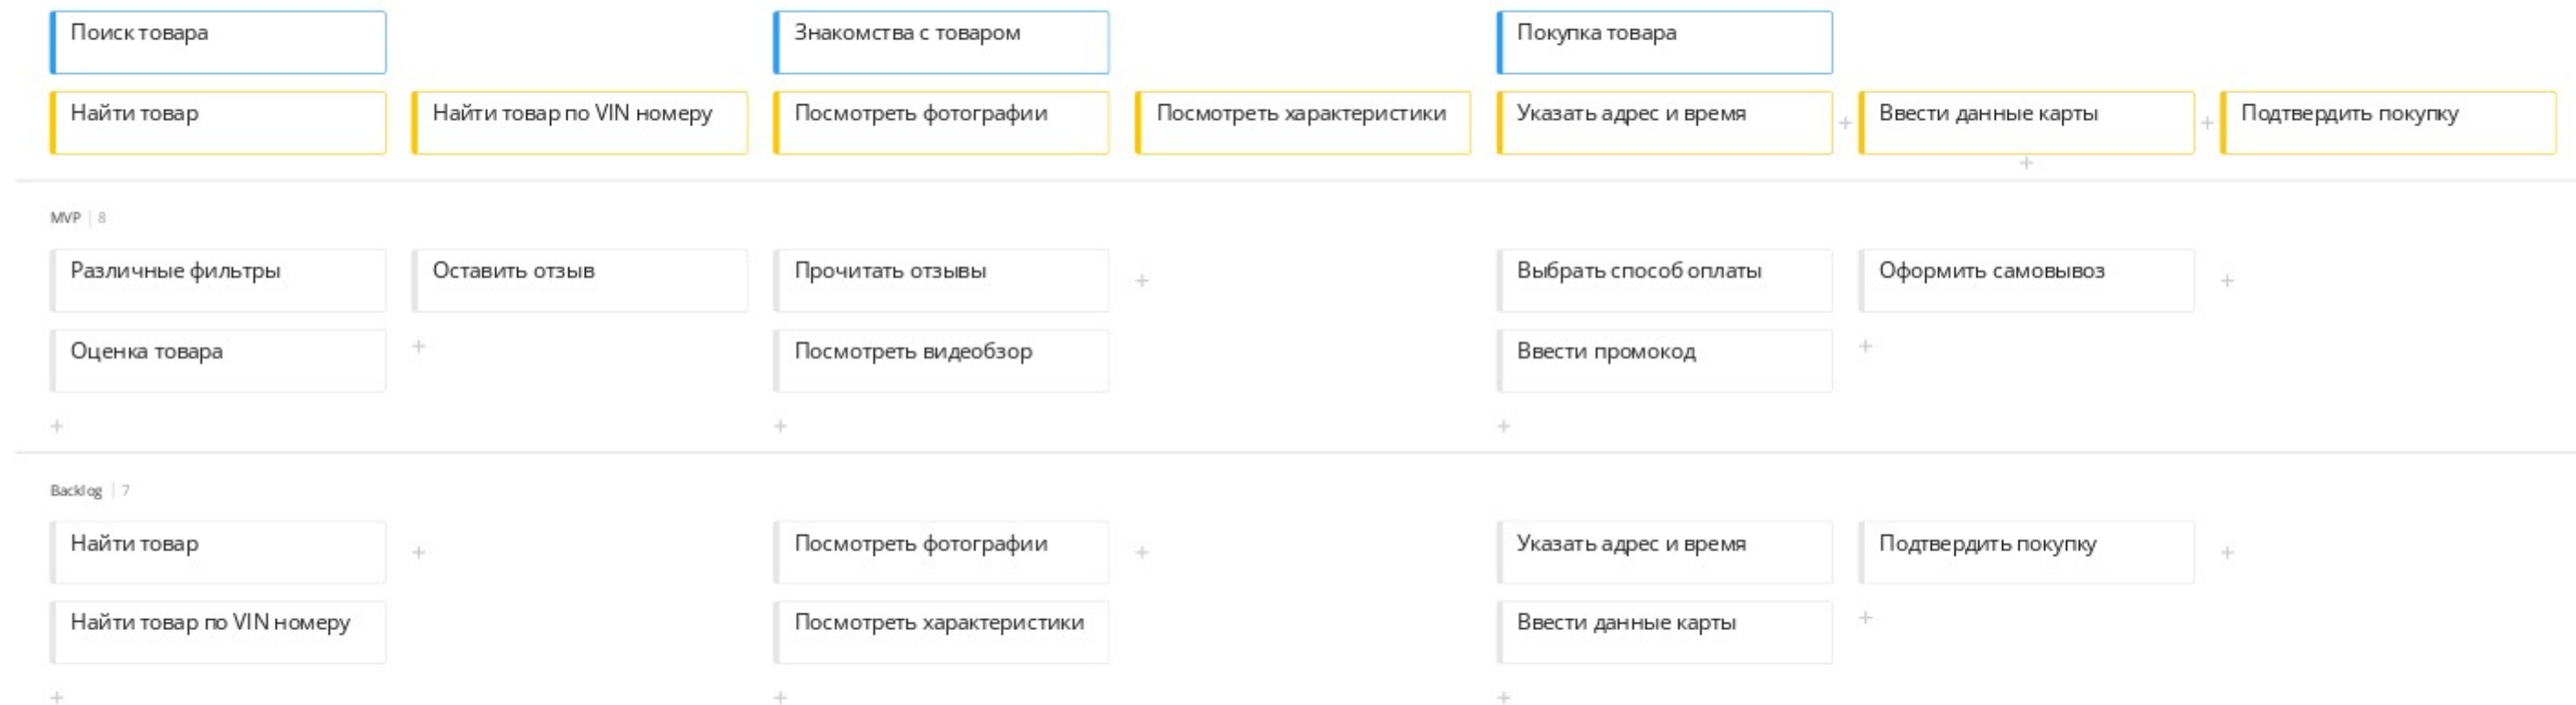 Поиск товара
Знакомства с товаром
Покупка товара
Найти товар
Найти товар по VIN номеру
Посмотреть фотографии
Посмотреть характеристики
Указать адрес и время
Ввести данные карты
Подтвердить покупку
MVP | 8
Различные фильтры
Оставить отзыв
Прочитать отзывы
Выбрать способ оплаты
Оформить самовывоз
Оценка товара
Посмотреть видеобзор
Ввести промокод
Backlog | 7
Найти товар
Посмотреть фотографии
Указать адрес и время
Подтвердить покупку
Найти товар по VIN номеру
Посмотреть характеристики
Ввести данные карты